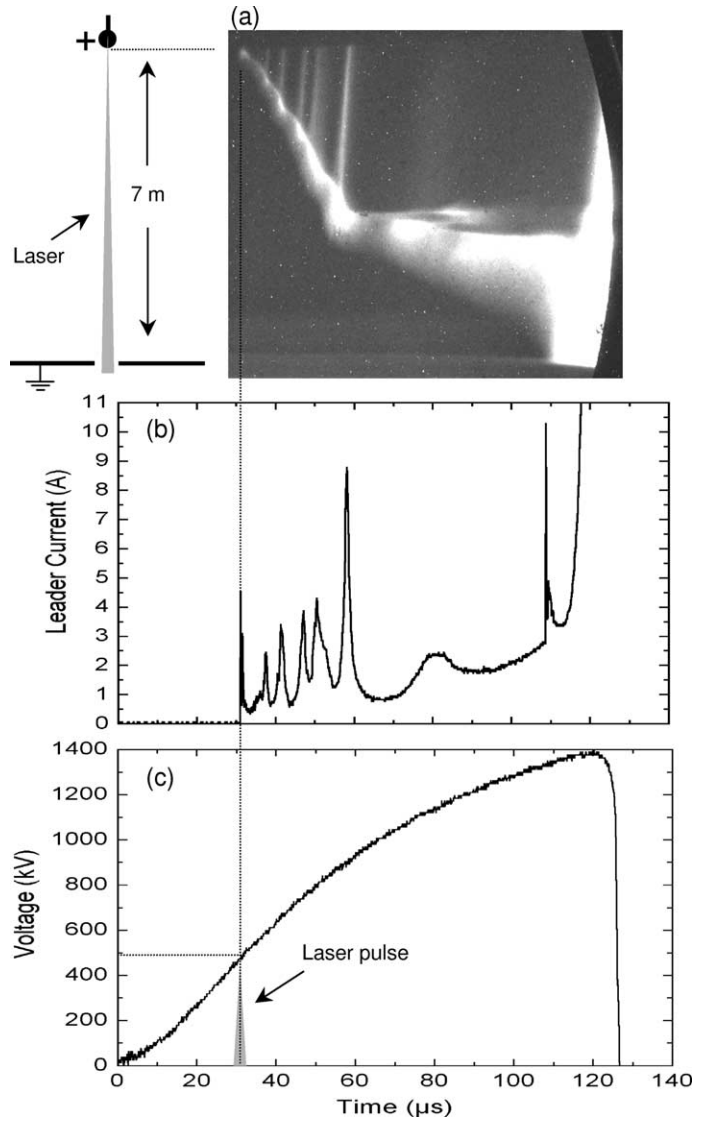 (a)
+
7 m
Laser
(b)
11
10
9
8
7
6
5
4
3
2
1
0
Leader Current (A)
(c)
1400
1200
1000
800
600
400
200
0
Voltage (kV)
Laser pulse
0 20 40 60 80 100 120 140
Time (μs)